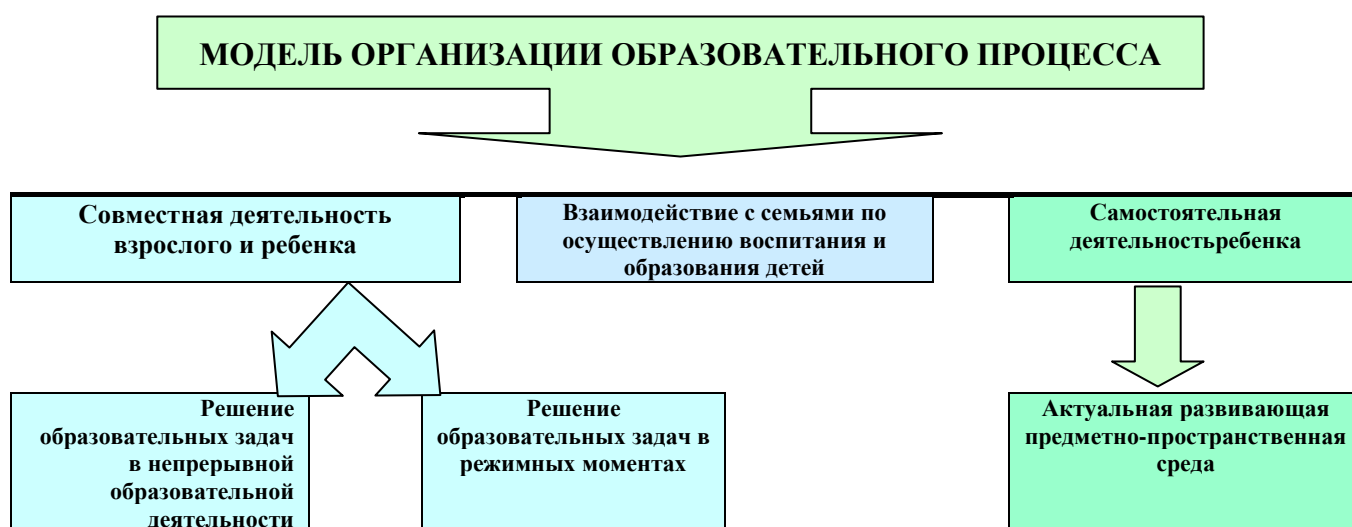 МОДЕЛЬ ОРГАНИЗАЦИИ ОБРАЗОВАТЕЛЬНОГО ПРОЦЕССА
Совместная деятельность
взрослого и ребенка
Взаимодействие с семьями по
осуществлению воспитания и
образования детей
Самостоятельная
деятельностьребенка
Решение
образовательных задач
в непрерывной
образовательной
деятельности
Решение
образовательных задач в
режимных моментах
Актуальная развивающая
предметно-пространственная
среда